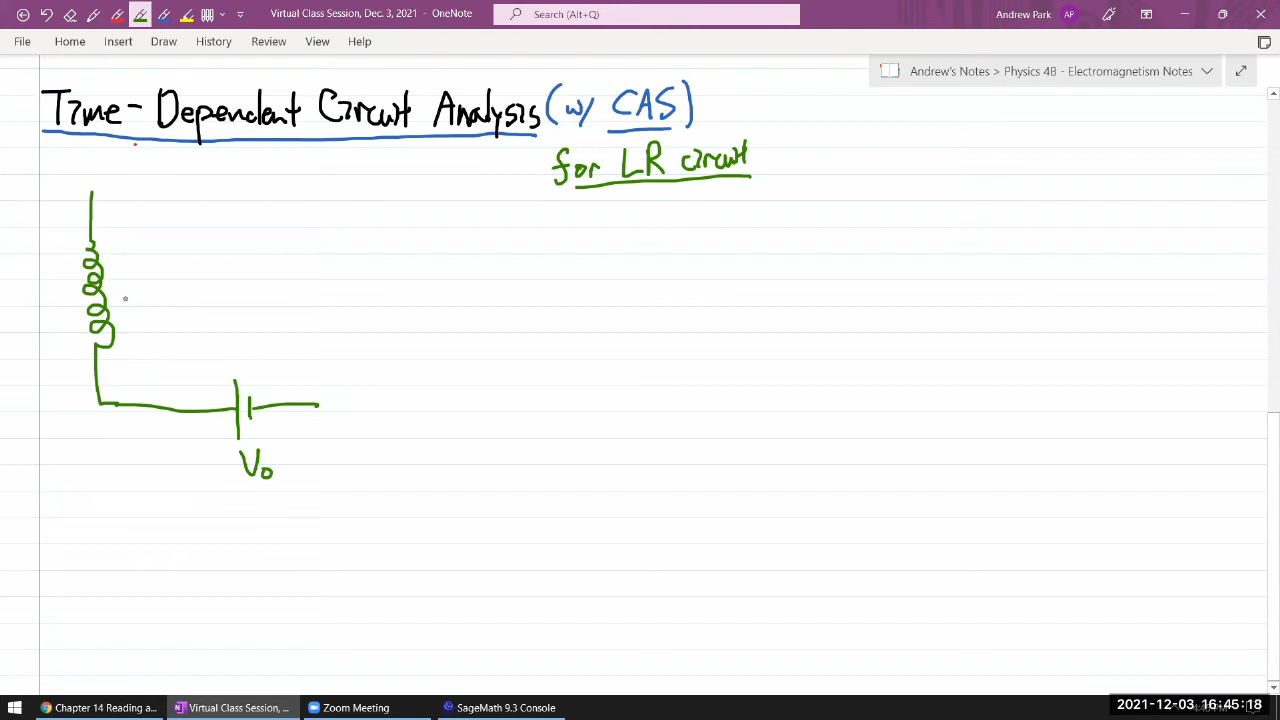 Virtual Class Session, Dec. 3, 2021 - OneNote
Search (Alt+Q)
Andrew Park
AP
File Home Insert Draw History Review View Help
Andrew's Notes > Physics 4B - Electromagnetism Notes
Time-Dependent Circuit Analysis (w/ CAS)
for LR circuit
V0
Chapter 14 Reading a...
Virtual Class Session, ...
Zoom Meeting
SageMath 9.3 Console
2021-12-03 16:45:18